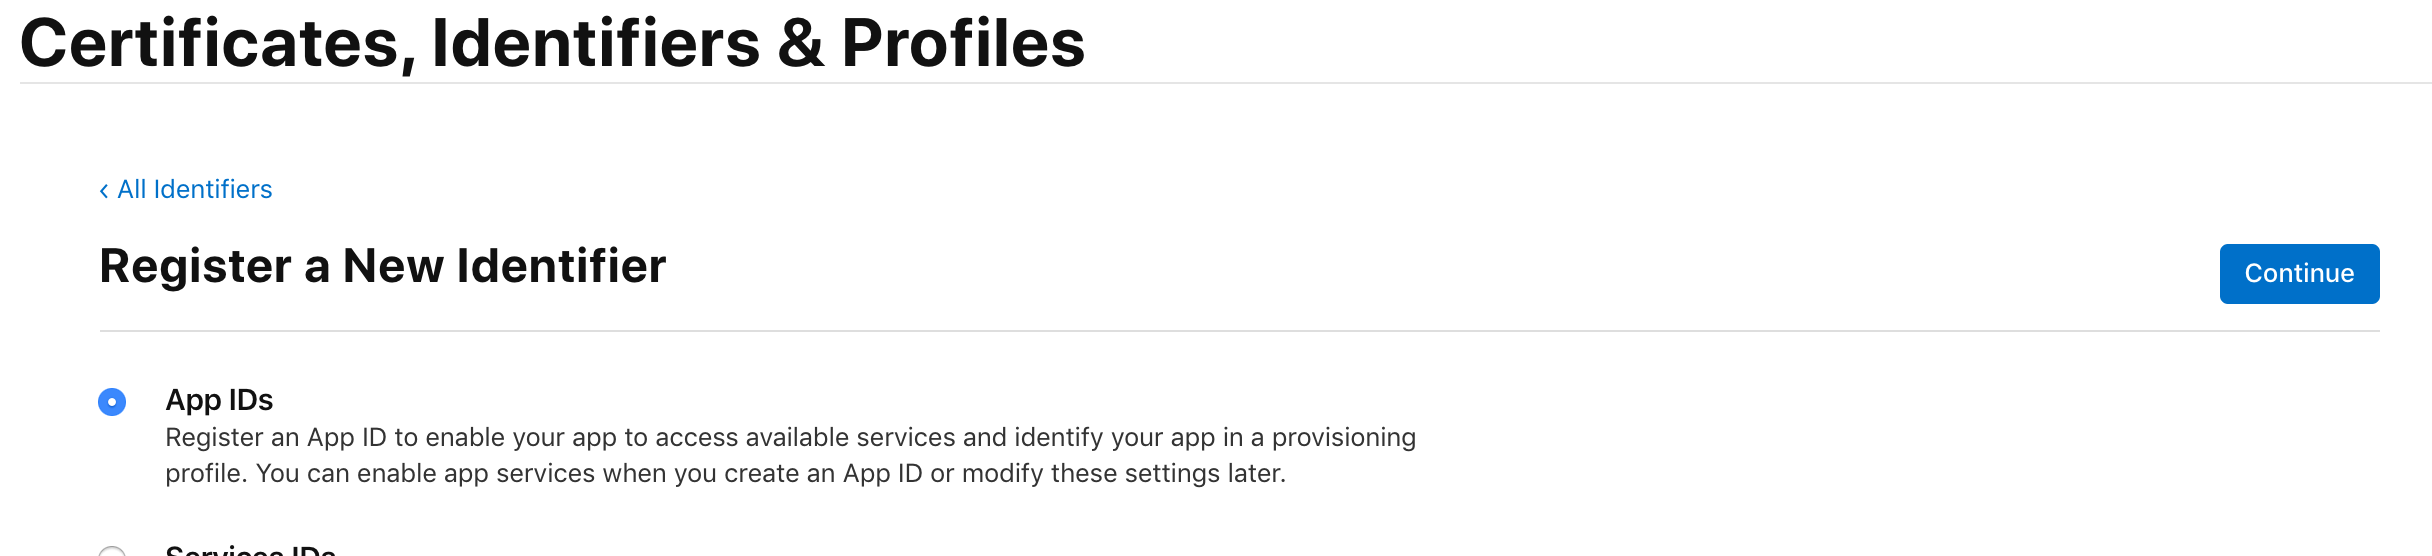 Certificates, Identifiers & Profiles
‹ All Identifiers
Register a New Identifier
Continue
App IDs
Register an App ID to enable your app to access available services and identify your app in a provisioning
profile. You can enable app services when you create an App ID or modify these settings later.
Services IDs